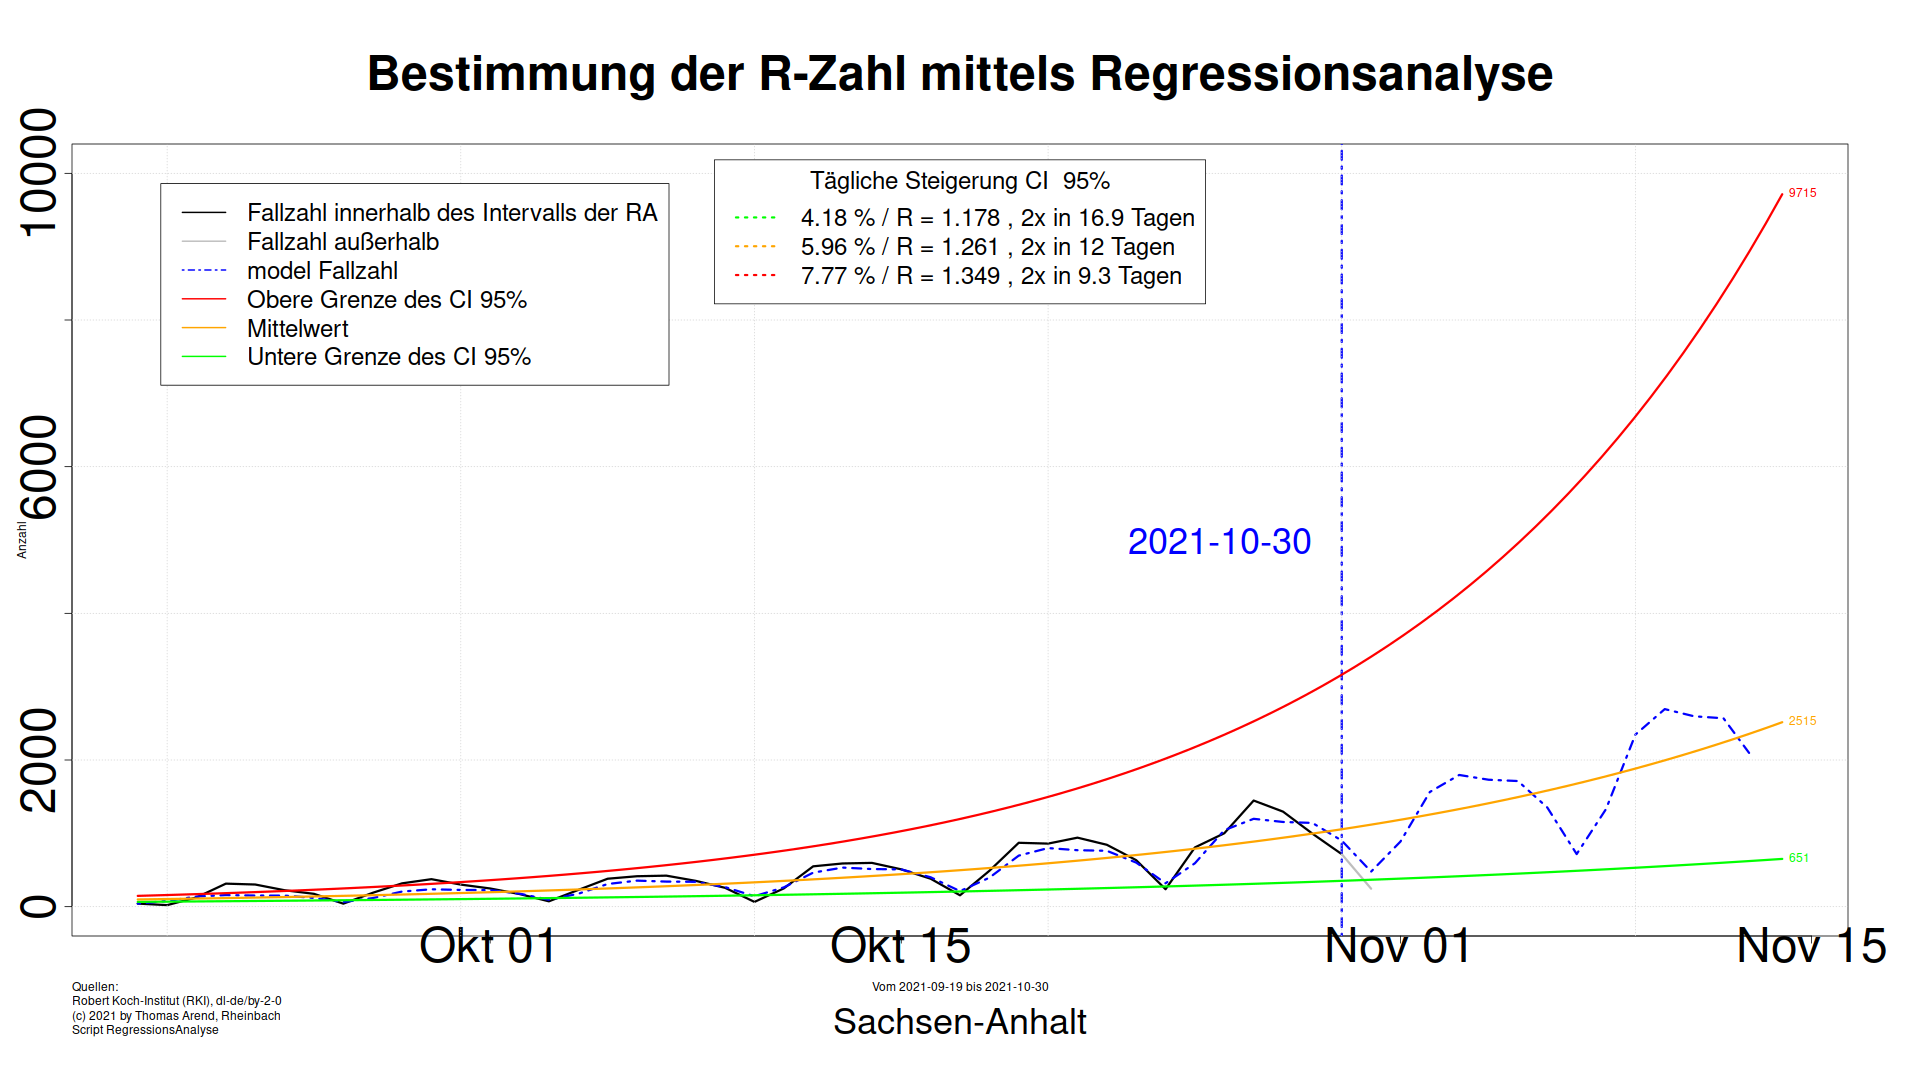 Bestimmung der R-Zahl mittels Regressionsanalyse
Anzahl
10000
6000
2000
0
Fallzahl innerhalb des Intervalls der RA
Fallzahl außerhalb
model Fallzahl
Obere Grenze des CI 95%
Mittelwert
Untere Grenze des CI 95%
Tägliche Steigerung CI 95%
4.18 % / R = 1.178 , 2x in 16.9 Tagen
5.96 % / R = 1.261 , 2x in 12 Tagen
7.77 % / R = 1.349 , 2x in 9.3 Tagen
9715
2021-10-30
2515
651
Okt 01
Okt 15
Nov 01
Nov 15
Quellen:
Robert Koch-Institut (RKI), dl-de/by-2-0
(c) 2021 by Thomas Arend, Rheinbach
Script RegressionsAnalyse
Vom 2021-09-19 bis 2021-10-30
Sachsen-Anhalt